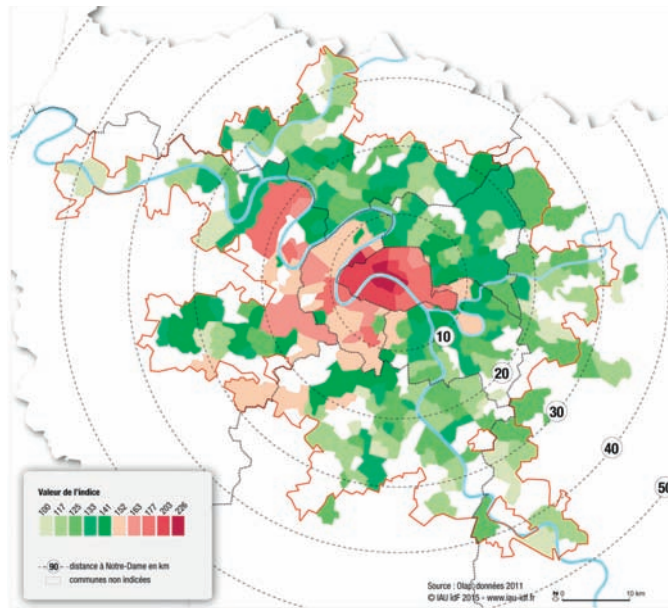 10
20
30
40
50
Valeur de l'indice
100 117 125 133 141 152 163 177 203 226
90 distance à Notre-Dame en km
communes non indicées
Source : Olap, données 2011
© IAU îdF 2015 - www.iau-idf.fr
N
0 10 km